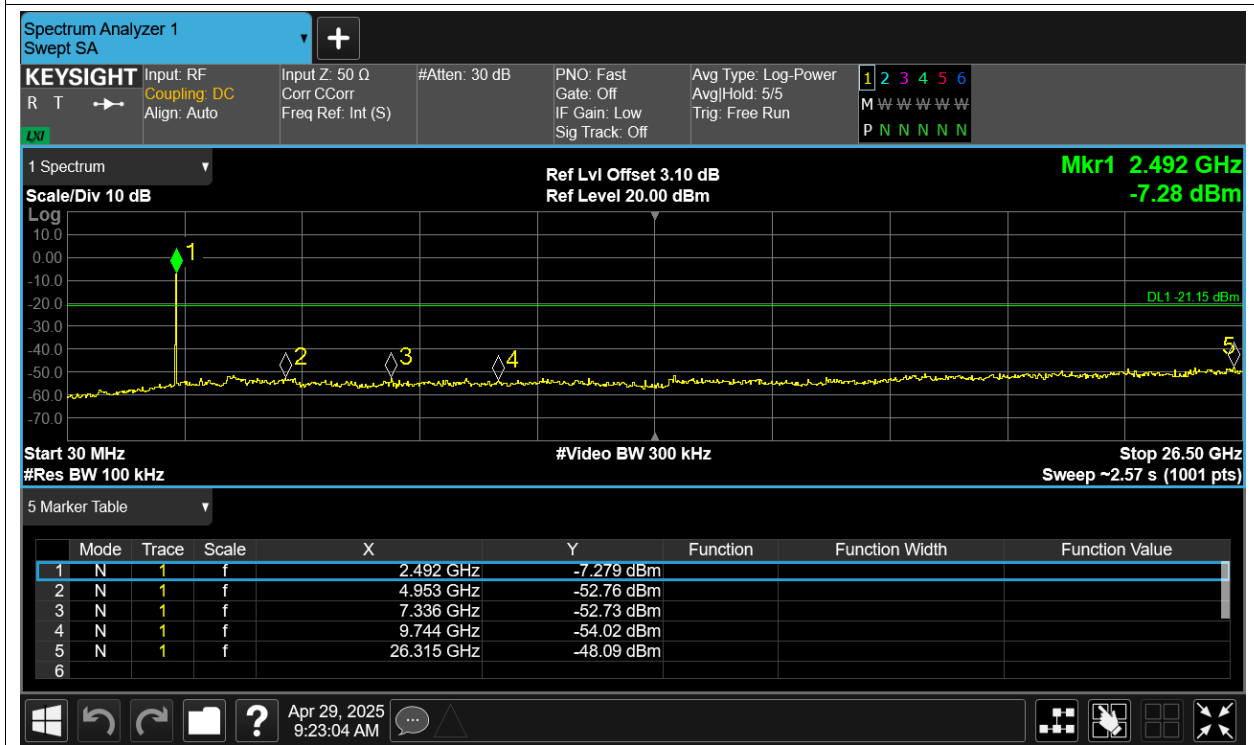 Spectrum Analyzer 1
Swept SA
+
KEYSIGHT Input: RF Input Z: 50 Ω #Atten: 30 dB PNO: Fast Avg Type: Log-Power 1 2 3 4 5 6
R T Coupling: DC Corr CCorr Gate: Off Avg|Hold: 5/5 M W W W W W
Align: Auto Freq Ref: Int (S) IF Gain: Low Trig: Free Run
LXI Sig Track: Off P N N N N N
1 Spectrum Ref Lvl Offset 3.10 dB Mkr1 2.492 GHz
Scale/Div 10 dB Ref Level 20.00 dBm -7.28 dBm
Log
10.0
1
0.00
-10.0
-20.0 DL1 -21.15 dBm
-30.0
-40.0 2 3 4 5
-50.0
-60.0
-70.0
Start 30 MHz #Video BW 300 kHz Stop 26.50 GHz
#Res BW 100 kHz Sweep ~2.57 s (1001 pts)
5 Marker Table
Mode Trace Scale X Y Function Function Width Function Value
1 N 1 f 2.492 GHz -7.279 dBm
2 N 1 f 4.953 GHz -52.76 dBm
3 N 1 f 7.336 GHz -52.73 dBm
4 N 1 f 9.744 GHz -54.02 dBm
5 N 1 f 26.315 GHz -48.09 dBm
6
? Apr 29, 2025
9:23:04 AM